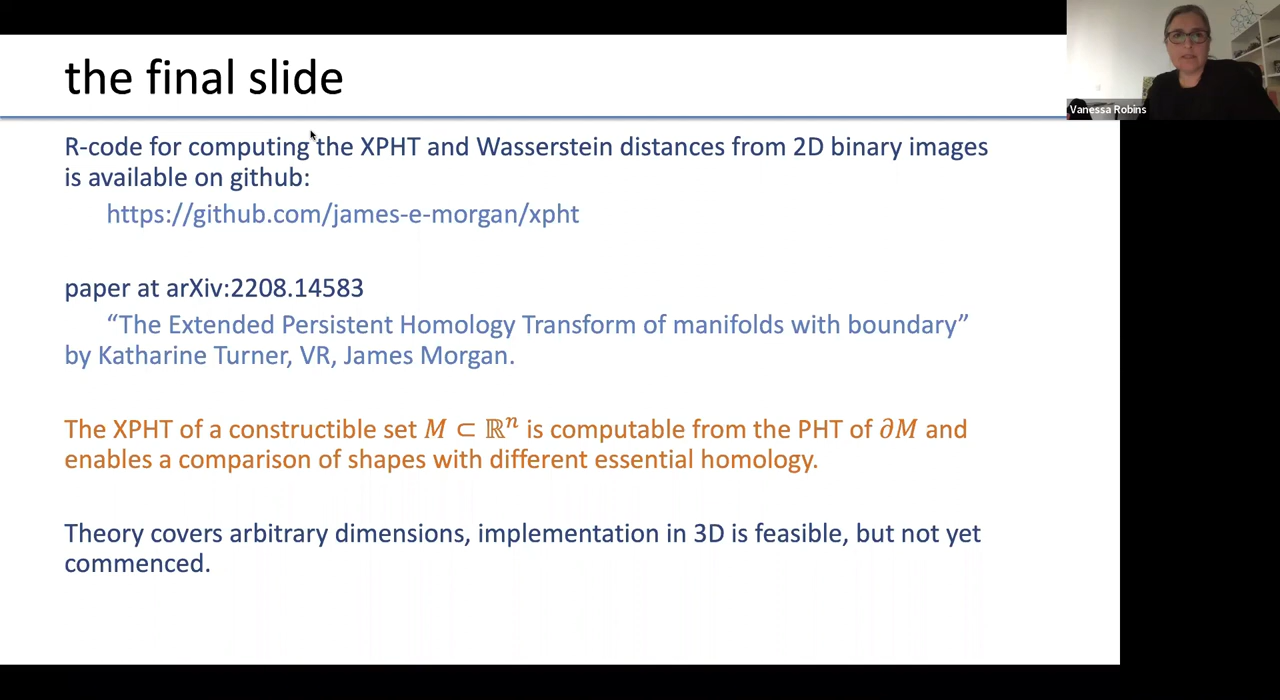 the final slide
Vanessa Robins
R-code for computing the XPHT and Wasserstein distances from 2D binary images
is available on github:
https://github.com/james-e-morgan/xpht
paper at arXiv:2208.14583
“The Extended Persistent Homology Transform of manifolds with boundary”
by Katharine Turner, VR, James Morgan.
The XPHT of a constructible set 𝑀 ⊂ ℝⁿ is computable from the PHT of 𝜕𝑀 and
enables a comparison of shapes with different essential homology.
Theory covers arbitrary dimensions, implementation in 3D is feasible, but not yet
commenced.